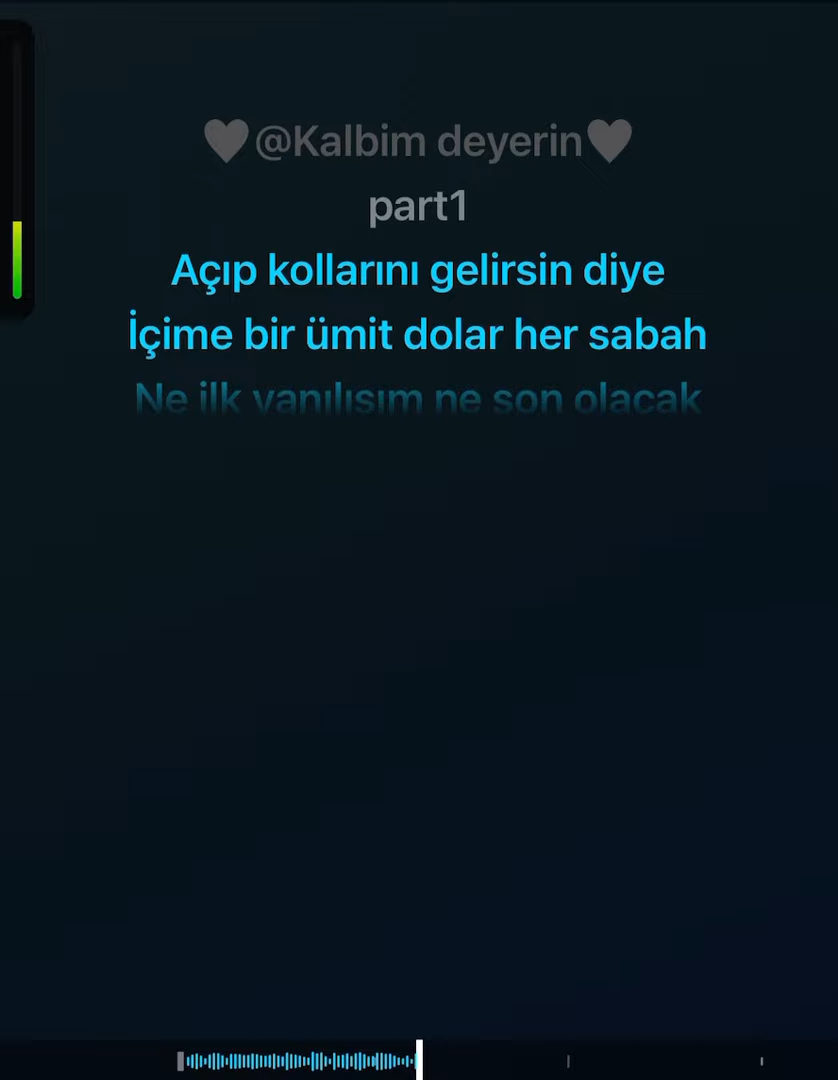 🖤@Kalbim deyerin🖤
part1
Açıp kollarını gelirsin diye
İçime bir ümit dolar her sabah
Ne ilk yanılışım ne son olacak